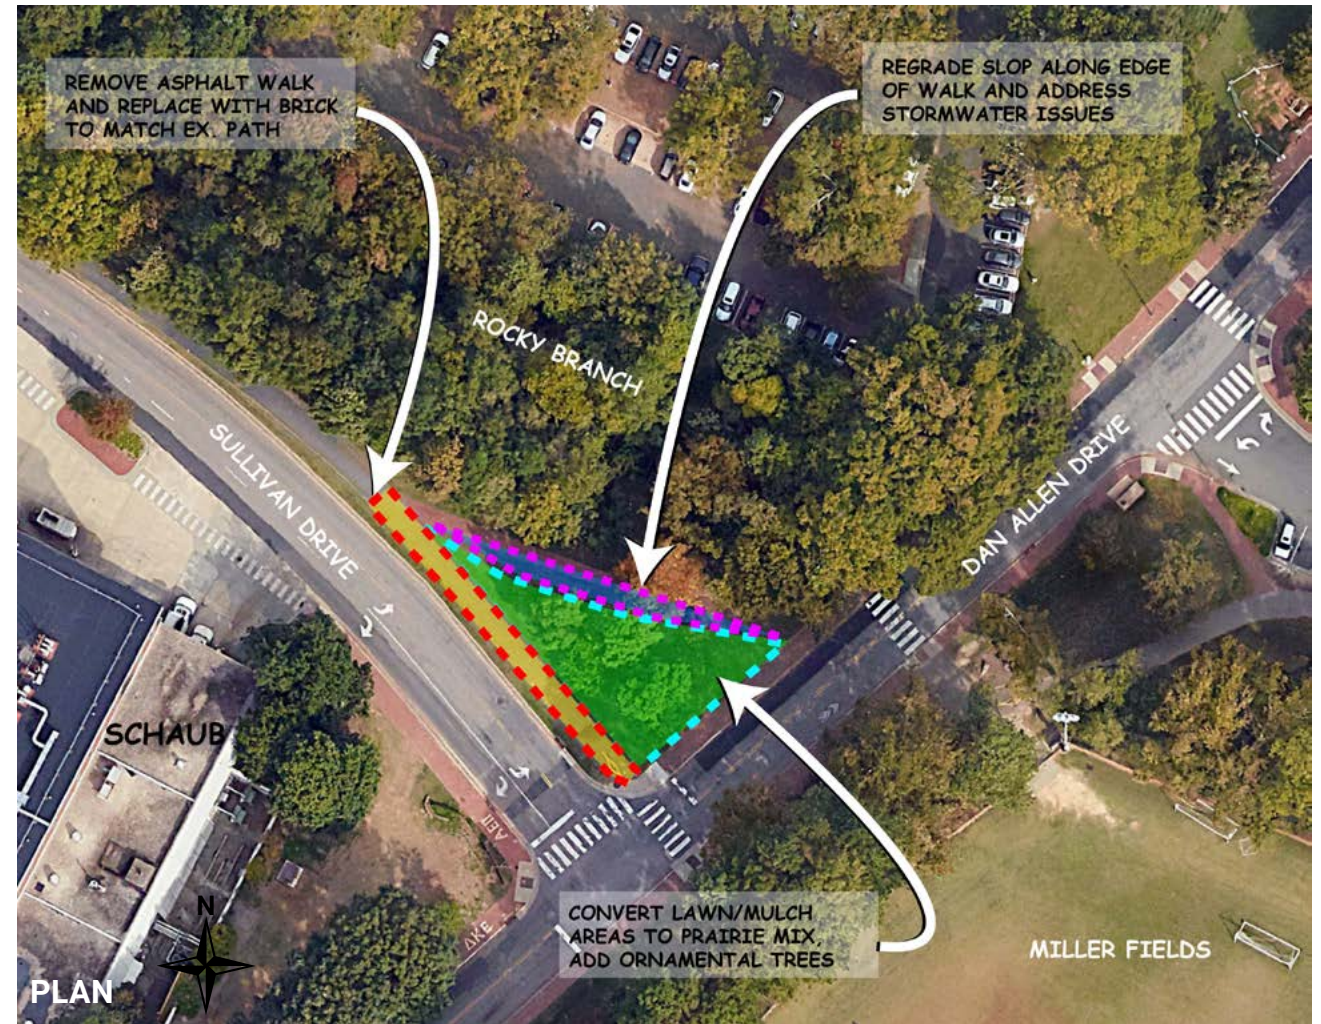 REMOVE ASPHALT WALK
AND REPLACE WITH BRICK
TO MATCH EX. PATH
REGRADE SLOP ALONG EDGE
OF WALK AND ADDRESS
STORMWATER ISSUES
ROCKY BRANCH
SULLIVAN DRIVE
DAN ALLEN DRIVE
SCHAUB
ΑΕΠ
ΔΚΕ
CONVERT LAWN/MULCH
AREAS TO PRAIRIE MIX,
ADD ORNAMENTAL TREES
MILLER FIELDS
N
PLAN